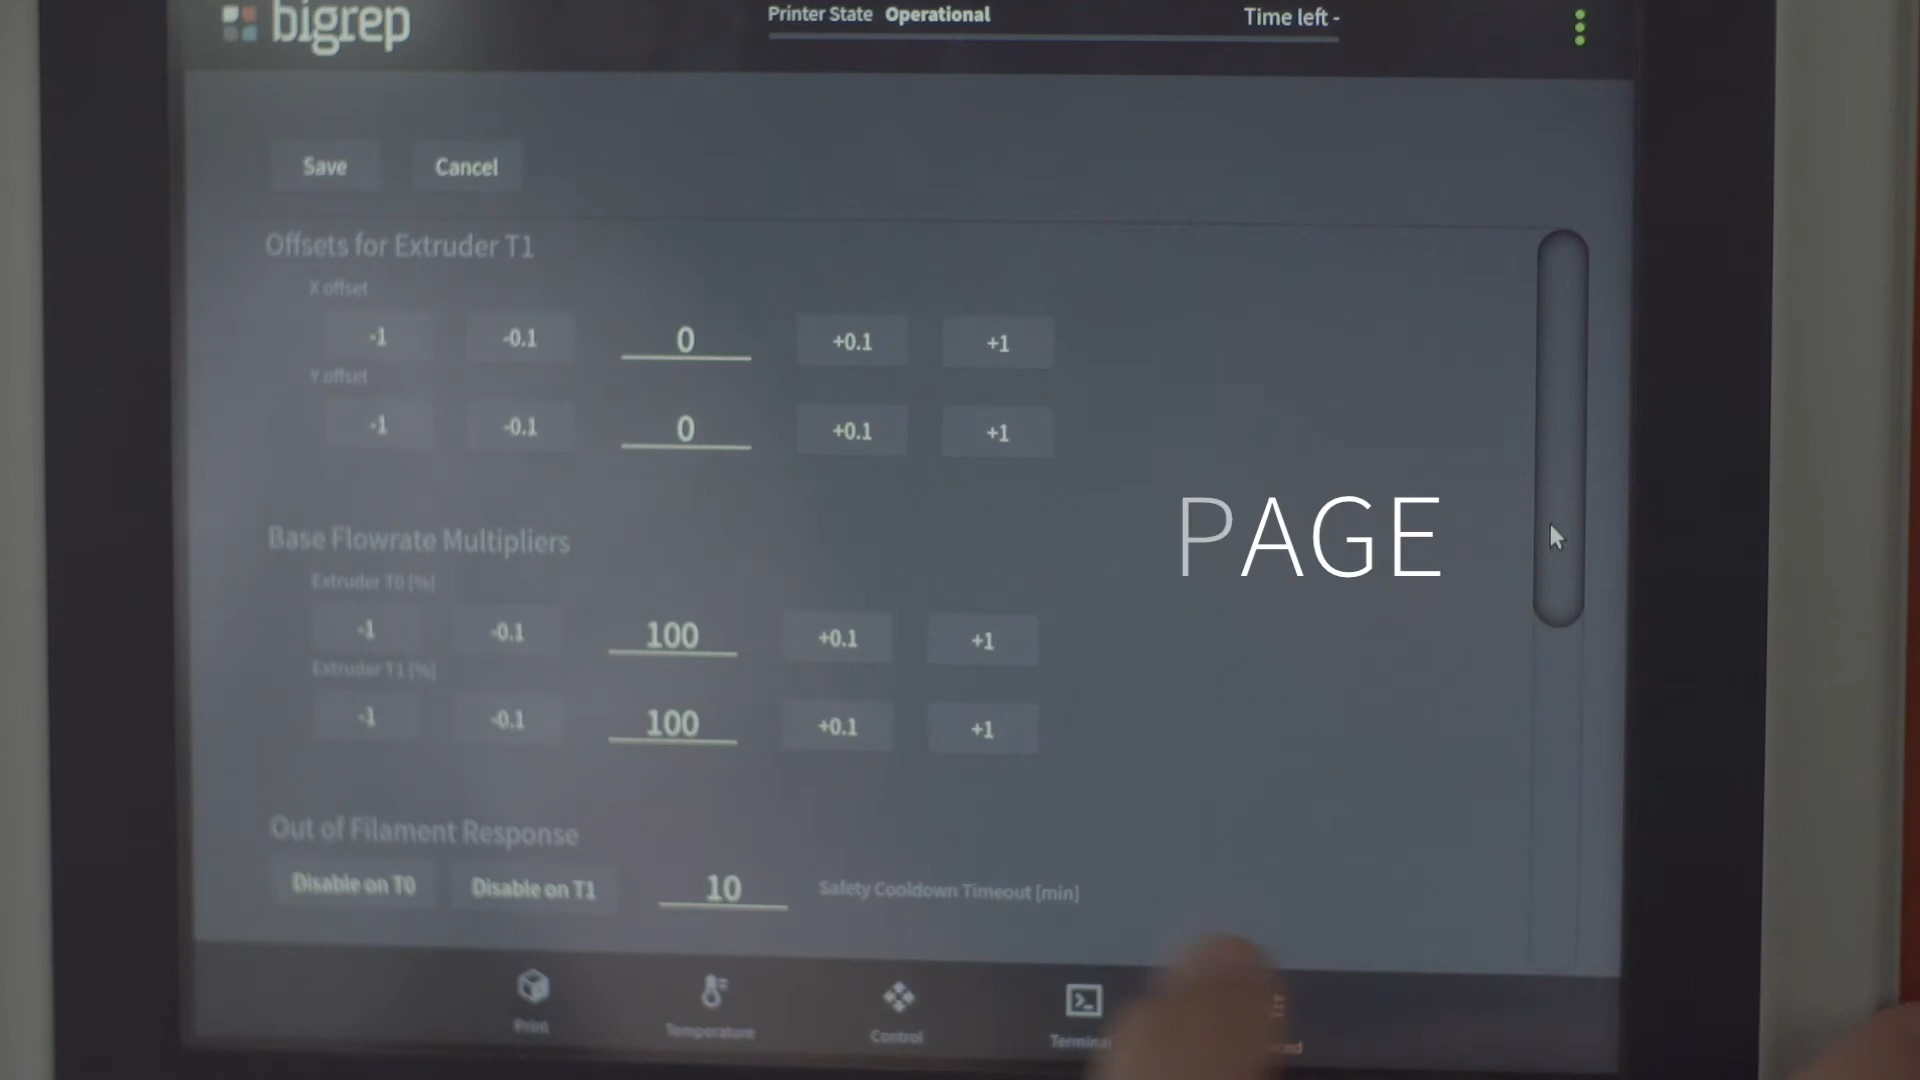 bigrep
Printer State Operational
Time left -
Save Cancel
Offsets for Extruder T1
X offset
-1 -0.1 0 +0.1 +1
Y offset
-1 -0.1 0 +0.1 +1
PAGE
Base Flowrate Multipliers
Extruder T0 [%]
-1 -0.1 100 +0.1 +1
Extruder T1 [%]
-1 -0.1 100 +0.1 +1
Out of Filament Response
Disable on T0 Disable on T1 10 Safety Cooldown Timeout [min]
Print Temperature Control